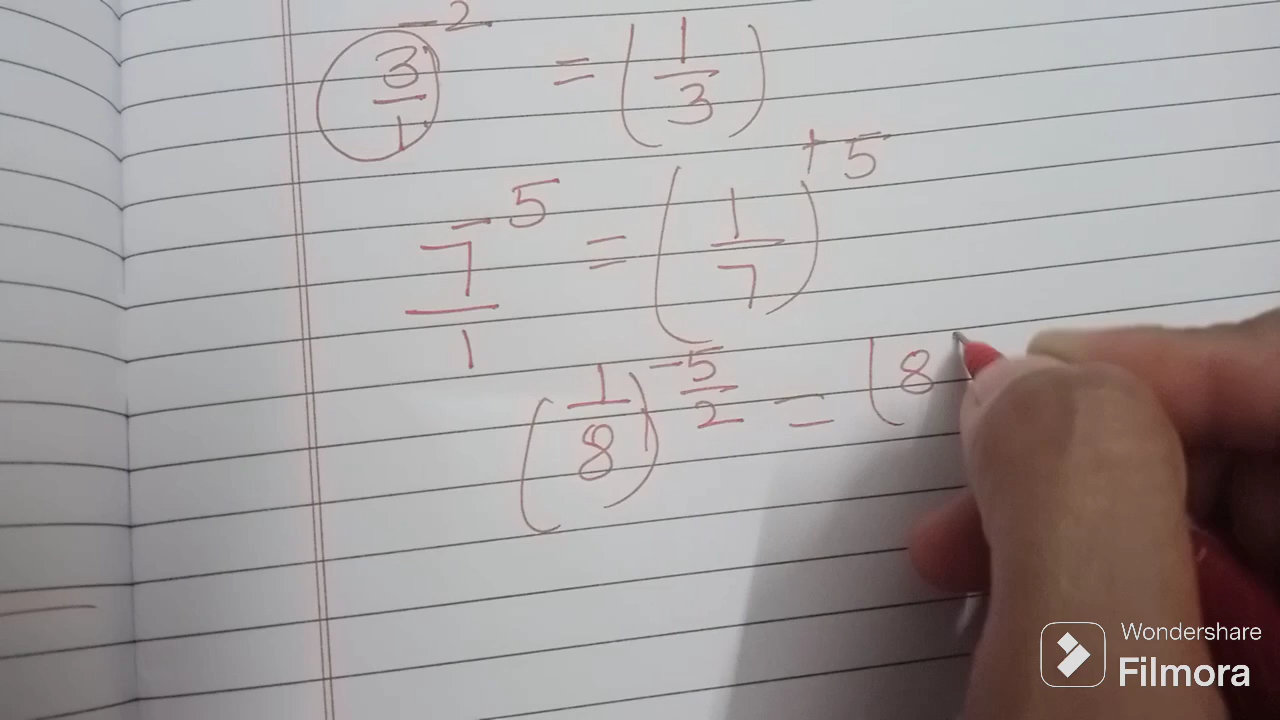 (3/1)^-2 = (1/3)
7^-5/1 = (1/7)^+5
(1/8)^-5/2 = (8
Wondershare
Filmora